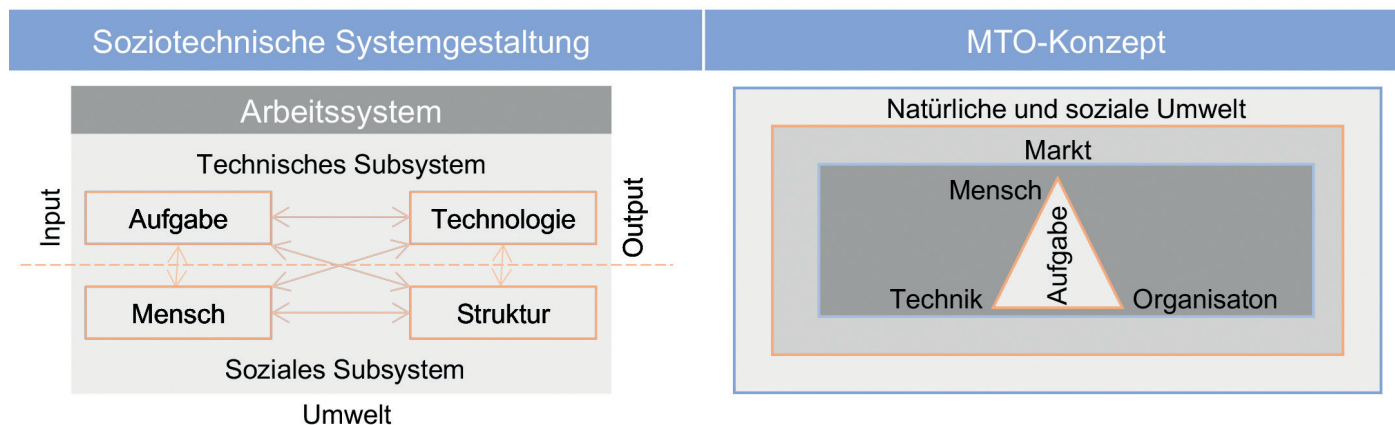 Soziotechnische Systemgestaltung
Arbeitssystem
Technisches Subsystem
Input
Aufgabe
Technologie
Output
Mensch
Struktur
Soziales Subsystem
Umwelt
MTO-Konzept
Natürliche und soziale Umwelt
Markt
Mensch
Aufgabe
Technik
Organisaton